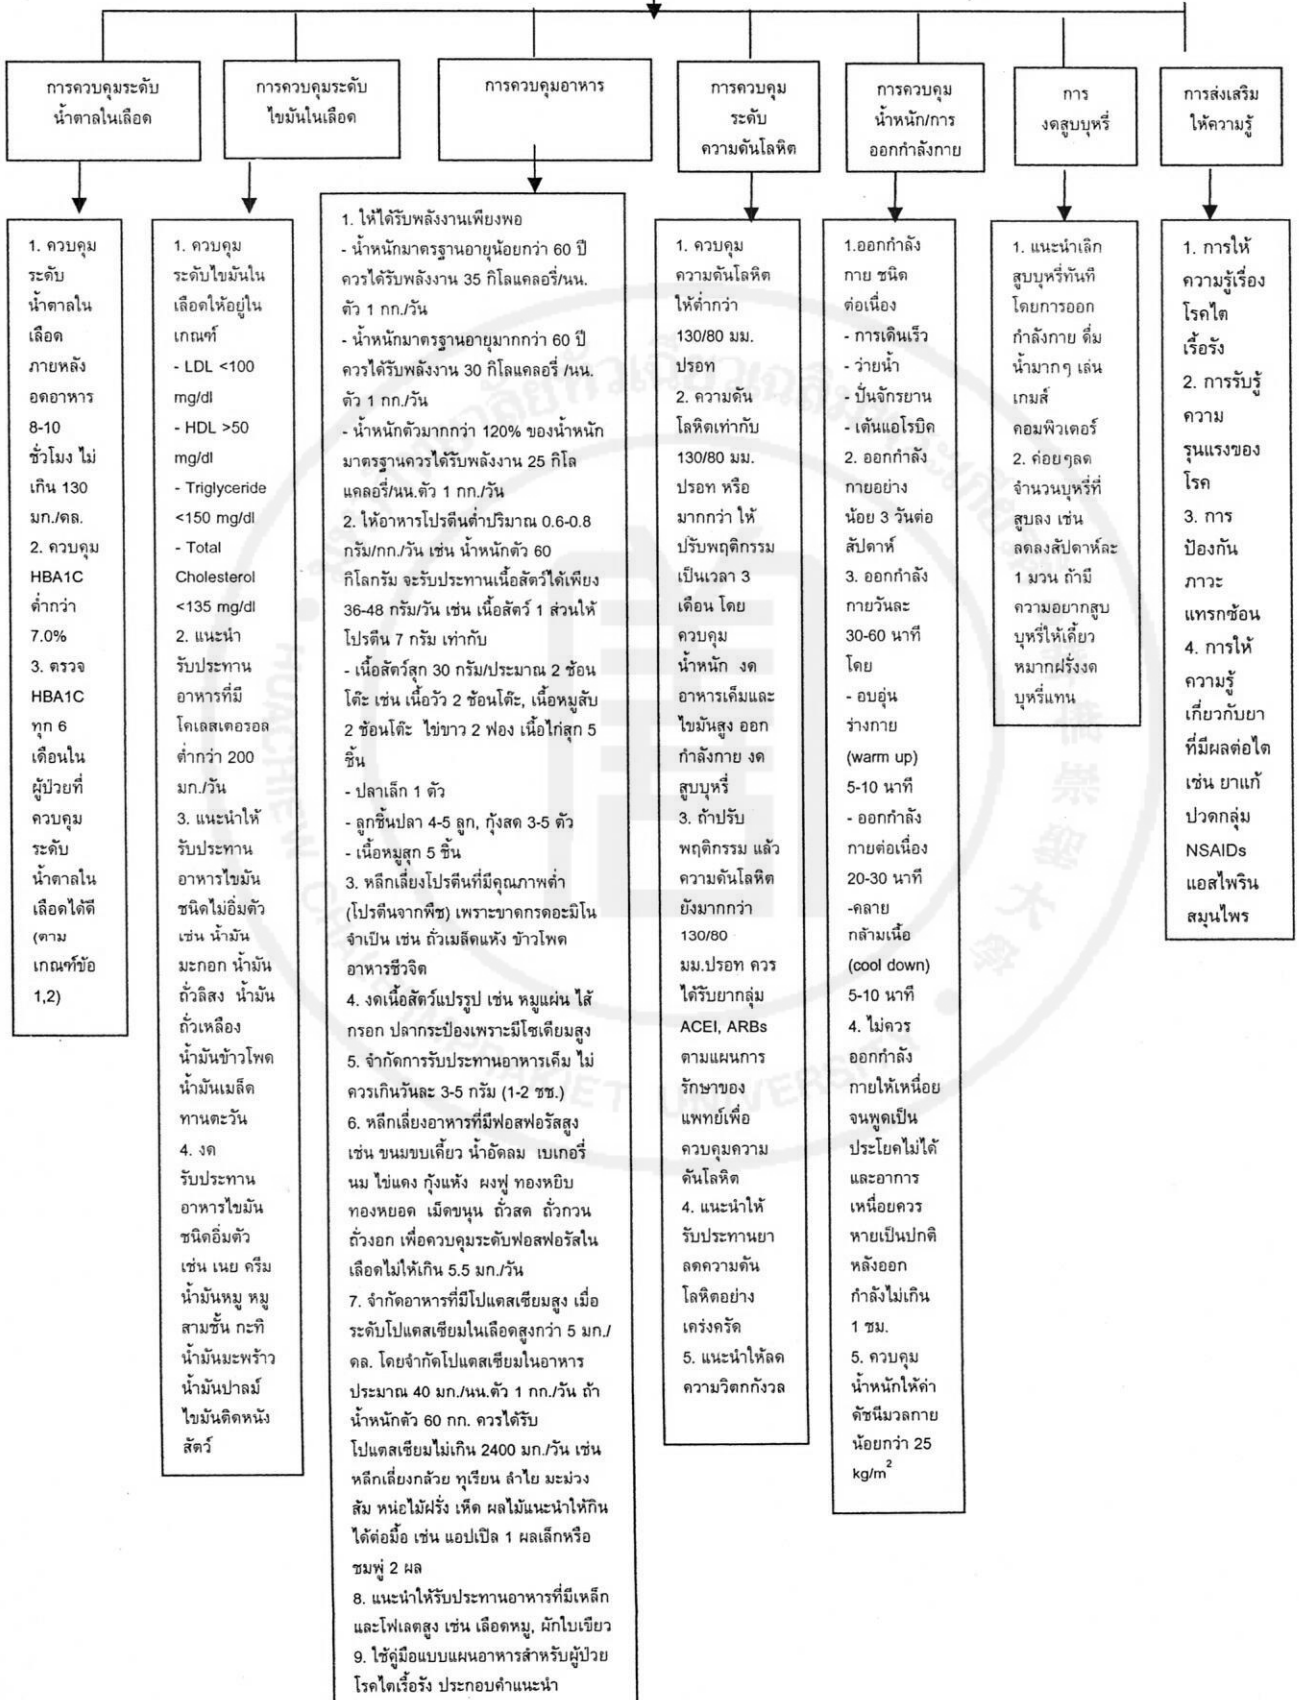 การควบคุมระดับ
น้ำตาลในเลือด
การควบคุมระดับ
ไขมันในเลือด
การควบคุมอาหาร
การควบคุม
ระดับ
ความดันโลหิต
การควบคุม
น้ำหนัก/การ
ออกกำลังกาย
การ
งดสูบบุหรี่
การส่งเสริม
ให้ความรู้
1. ควบคุม
ระดับ
น้ำตาลใน
เลือด
ภายหลัง
อดอาหาร
8-10
ชั่วโมง ไม่
เกิน 130
มก./ดล.
2. ควบคุม
HBA1C
ต่ำกว่า
7.0%
3. ตรวจ
HBA1C
ทุก 6
เดือนใน
ผู้ป่วยที่
ควบคุม
ระดับ
น้ำตาลใน
เลือดได้ดี
(ตาม
เกณฑ์ข้อ
1,2)
1. ควบคุม
ระดับไขมันใน
เลือดให้อยู่ใน
เกณฑ์
- LDL <100
mg/dl
- HDL >50
mg/dl
- Triglyceride
<150 mg/dl
- Total
Cholesterol
<135 mg/dl
2. แนะนำ
รับประทาน
อาหารที่มี
โคเลสเตอรอล
ต่ำกว่า 200
มก./วัน
3. แนะนำให้
รับประทาน
อาหารไขมัน
ชนิดไม่อิ่มตัว
เช่น น้ำมัน
มะกอก น้ำมัน
ถั่วลิสง น้ำมัน
ถั่วเหลือง
น้ำมันข้าวโพด
น้ำมันเมล็ด
ทานตะวัน
4. งด
รับประทาน
อาหารไขมัน
ชนิดอิ่มตัว
เช่น เนย ครีม
น้ำมันหมู หมู
สามชั้น กะทิ
น้ำมันมะพร้าว
น้ำมันปาลม์
ไขมันติดหนัง
สัตว์
1. ให้ได้รับพลังงานเพียงพอ
- น้ำหนักมาตรฐานอายุน้อยกว่า 60 ปี
ควรได้รับพลังงาน 35 กิโลแคลอรี่/นน.
ตัว 1 กก./วัน
- น้ำหนักมาตรฐานอายุมากกว่า 60 ปี
ควรได้รับพลังงาน 30 กิโลแคลอรี่ /นน.
ตัว 1 กก./วัน
- น้ำหนักตัวมากกว่า 120% ของน้ำหนัก
มาตรฐานควรได้รับพลังงาน 25 กิโล
แคลอรี่/นน.ตัว 1 กก./วัน
2. ให้อาหารโปรตีนต่ำปริมาณ 0.6-0.8
กรัม/กก./วัน เช่น น้ำหนักตัว 60
กิโลกรัม จะรับประทานเนื้อสัตว์ได้เพียง
36-48 กรัม/วัน เช่น เนื้อสัตว์ 1 ส่วนให้
โปรตีน 7 กรัม เท่ากับ
- เนื้อสัตว์สุก 30 กรัม/ประมาณ 2 ช้อน
โต๊ะ เช่น เนื้อวัว 2 ช้อนโต๊ะ, เนื้อหมูสับ
2 ช้อนโต๊ะ ไข่ขาว 2 ฟอง เนื้อไก่สุก 5
ชิ้น
- ปลาเล็ก 1 ตัว
- ลูกชิ้นปลา 4-5 ลูก, กุ้งสด 3-5 ตัว
- เนื้อหมูสุก 5 ชิ้น
3. หลีกเลี่ยงโปรตีนที่มีคุณภาพต่ำ
(โปรตีนจากพืช) เพราะขาดกรดอะมิโน
จำเป็น เช่น ถั่วเมล็ดแห้ง ข้าวโพด
อาหารชีวจิต
4. งดเนื้อสัตว์แปรรูป เช่น หมูแผ่น ไส้
กรอก ปลากระป๋องเพราะมีโซเดียมสูง
5. จำกัดการรับประทานอาหารเค็ม ไม่
ควรเกินวันละ 3-5 กรัม (1-2 ชช.)
6. หลีกเลี่ยงอาหารที่มีฟอสฟอรัสสูง
เช่น ขนมขบเคี้ยว น้ำอัดลม เบเกอรี่
นม ไข่แดง กุ้งแห้ง ผงฟู ทองหยิบ
ทองหยอด เม็ดขนุน ถั่วสด ถั่วกวน
ถั่วงอก เพื่อควบคุมระดับฟอสฟอรัสใน
เลือดไม่ให้เกิน 5.5 มก./วัน
7. จำกัดอาหารที่มีโปแตสเซียมสูง เมื่อ
ระดับโปแตสเซียมในเลือดสูงกว่า 5 มก./
ดล. โดยจำกัดโปแตสเซียมในอาหาร
ประมาณ 40 มก./นน.ตัว 1 กก./วัน ถ้า
น้ำหนักตัว 60 กก. ควรได้รับ
โปแตสเซียมไม่เกิน 2400 มก./วัน เช่น
หลีกเลี่ยงกล้วย ทุเรียน ลำไย มะม่วง
ส้ม หน่อไม้ฝรั่ง เห็ด ผลไม้แนะนำให้กิน
ได้ต่อมื้อ เช่น แอปเปิล 1 ผลเล็กหรือ
ชมพู่ 2 ผล
8. แนะนำให้รับประทานอาหารที่มีเหล็ก
และโฟเลตสูง เช่น เลือดหมู, ผักใบเขียว
9. ใช้คู่มือแบบแผนอาหารสำหรับผู้ป่วย
โรคไตเรื้อรัง ประกอบคำแนะนำ
1. ควบคุม
ความดันโลหิต
ให้ต่ำกว่า
130/80 มม.
ปรอท
2. ความดัน
โลหิตเท่ากับ
130/80 มม.
ปรอท หรือ
มากกว่า ให้
ปรับพฤติกรรม
เป็นเวลา 3
เดือน โดย
ควบคุม
น้ำหนัก งด
อาหารเค็มและ
ไขมันสูง ออก
กำลังกาย งด
สูบบุหรี่
3. ถ้าปรับ
พฤติกรรม แล้ว
ความดันโลหิต
ยังมากกว่า
130/80
มม.ปรอท ควร
ได้รับยากลุ่ม
ACEI, ARBs
ตามแผนการ
รักษาของ
แพทย์เพื่อ
ควบคุมความ
ดันโลหิต
4. แนะนำให้
รับประทานยา
ลดความดัน
โลหิตอย่าง
เคร่งครัด
5. แนะนำให้ลด
ความวิตกกังวล
1.ออกกำลัง
กาย ชนิด
ต่อเนื่อง
- การเดินเร็ว
- ว่ายน้ำ
- ปั่นจักรยาน
- เต้นแอโรบิค
2. ออกกำลัง
กายอย่าง
น้อย 3 วันต่อ
สัปดาห์
3. ออกกำลัง
กายวันละ
30-60 นาที
โดย
- อบอุ่น
ร่างกาย
(warm up)
5-10 นาที
- ออกกำลัง
กายต่อเนื่อง
20-30 นาที
-คลาย
กล้ามเนื้อ
(cool down)
5-10 นาที
4. ไม่ควร
ออกกำลัง
กายให้เหนื่อย
จนพูดเป็น
ประโยคไม่ได้
และอาการ
เหนื่อยควร
หายเป็นปกติ
หลังออก
กำลังไม่เกิน
1 ชม.
5. ควบคุม
น้ำหนักให้ค่า
ดัชนีมวลกาย
น้อยกว่า 25
kg/m²
1. แนะนำเลิก
สูบบุหรี่ทันที
โดยการออก
กำลังกาย ดื่ม
น้ำมากๆ เล่น
เกมส์
คอมพิวเตอร์
2. ค่อยๆลด
จำนวนบุหรี่ที่
สูบลง เช่น
ลดลงสัปดาห์ละ
1 มวน ถ้ามี
ความอยากสูบ
บุหรี่ให้เคี้ยว
หมากฝรั่งงด
บุหรี่แทน
1. การให้
ความรู้เรื่อง
โรคไต
เรื้อรัง
2. การรับรู้
ความ
รุนแรงของ
โรค
3. การ
ป้องกัน
ภาวะ
แทรกซ้อน
4. การให้
ความรู้
เกี่ยวกับยา
ที่มีผลต่อไต
เช่น ยาแก้
ปวดกลุ่ม
NSAIDs
แอสไพริน
สมุนไพร